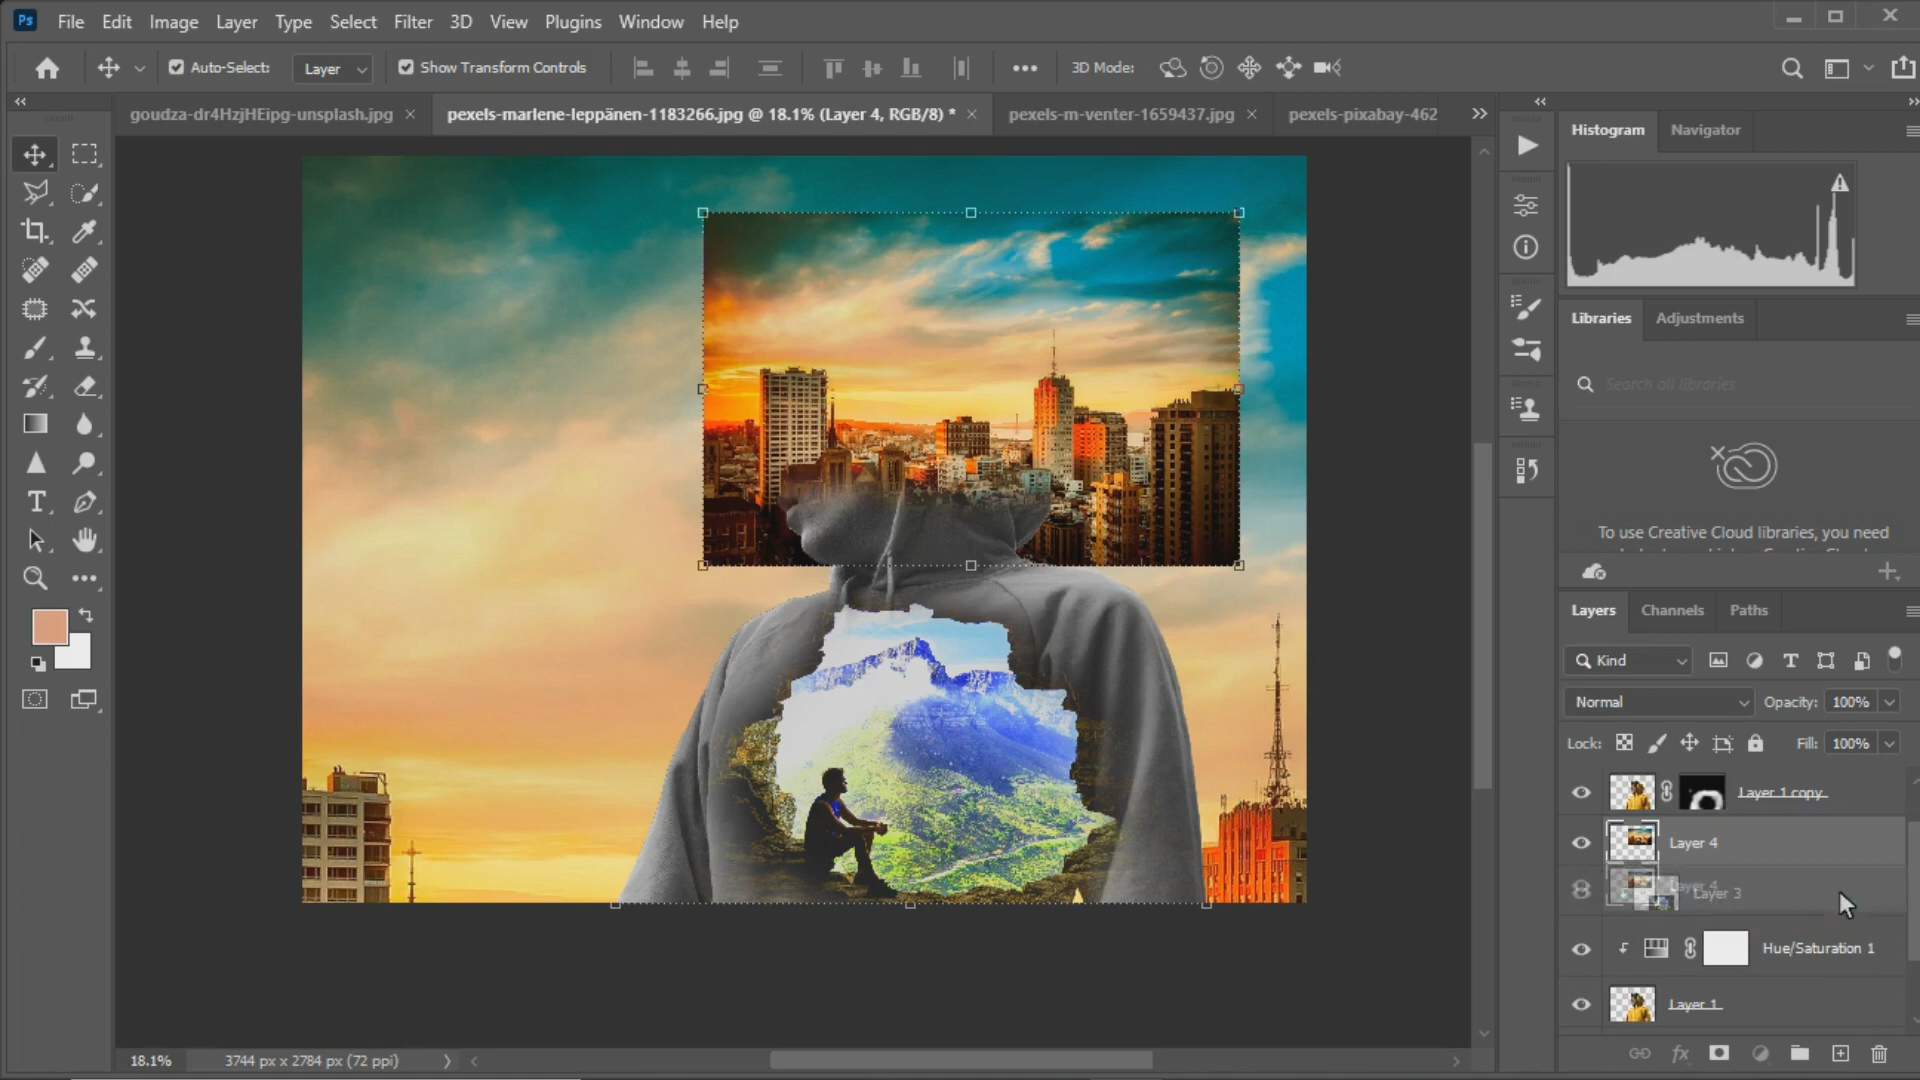 Ps File Edit Image Layer Type Select Filter 3D View Plugins Window Help
Auto-Select: Layer Show Transform Controls 3D Mode:
goudza-dr4HzjHEipg-unsplash.jpg × pexels-marlene-leppänen-1183266.jpg @ 18.1% (Layer 4, RGB/8) * × pexels-m-venter-1659437.jpg × pexels-pixabay-462
Histogram Navigator
Libraries Adjustments
Search all libraries
To use Creative Cloud libraries, you need
Layers Channels Paths
Kind
Normal Opacity: 100%
Lock: Fill: 100%
Layer 1 copy
Layer 4
Layer 4
Layer 3
Hue/Saturation 1
Layer 1
fx
18.1% 3744 px x 2784 px (72 ppi)